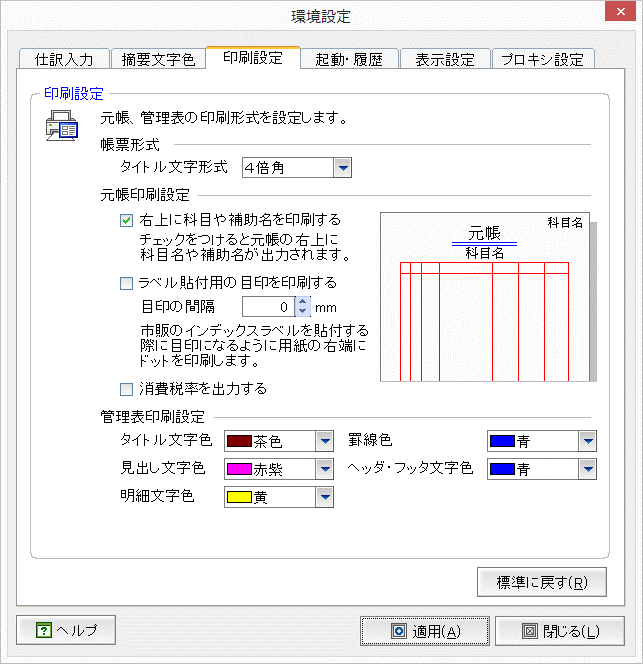 環境設定
仕訳入力 摘要文字色 印刷設定 起動・履歴 表示設定 プロキシ設定
印刷設定
元帳、管理表の印刷形式を設定します。
帳票形式
タイトル文字形式 4倍角
元帳印刷設定
右上に科目や補助名を印刷する
チェックをつけると元帳の右上に
科目名や補助名が出力されます。
ラベル貼付用の目印を印刷する
目印の間隔 0 mm
市販のインデックスラベルを貼付する
際に目印になるように用紙の右端に
ドットを印刷します。
消費税率を出力する
科目名
元帳
科目名
管理表印刷設定
タイトル文字色 茶色 罫線色 青
見出し文字色 赤紫 ヘッダ・フッタ文字色 青
明細文字色 黄
標準に戻す(R)
ヘルプ 適用(A) 閉じる(L)